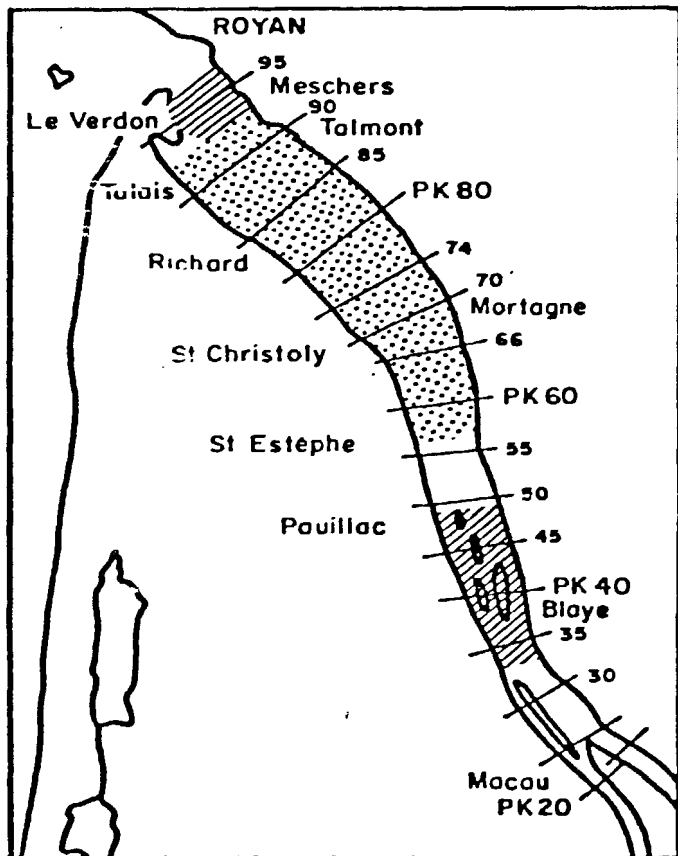 ROYAN
95
Meschers
90
Le Verdon
Talmont
85
Talais
PK 80
Richard
74
70
Mortagne
66
St Christoly
PK 60
St Estèphe
55
50
Pauillac
45
PK 40
Blaye
35
30
Macau
PK 20